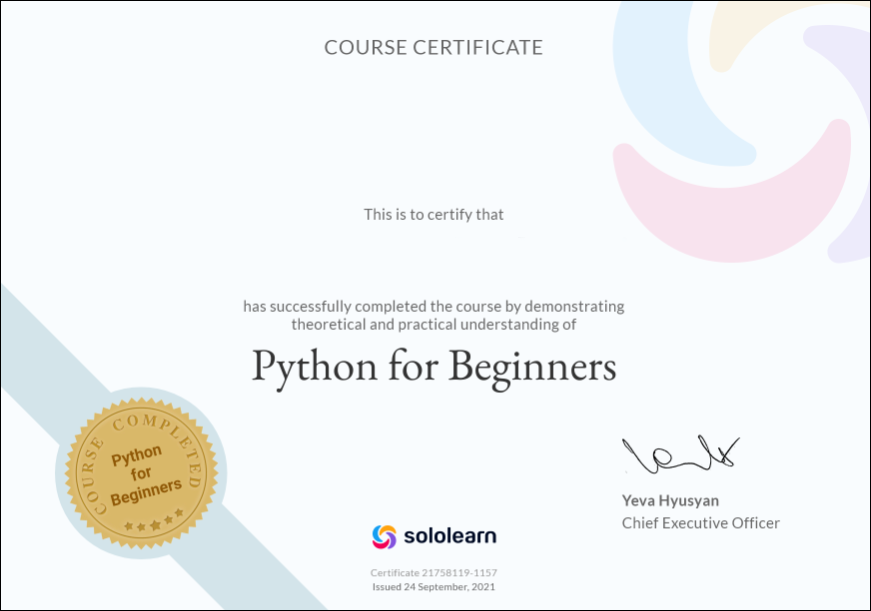 COURSE CERTIFICATE
This is to certify that
has successfully completed the course by demonstrating
theoretical and practical understanding of
Python for Beginners
COURSE COMPLETED
Python
for
Beginners
Yeva Hyusyan
Chief Executive Officer
sololearn
Certificate 21758119-1157
Issued 24 September, 2021